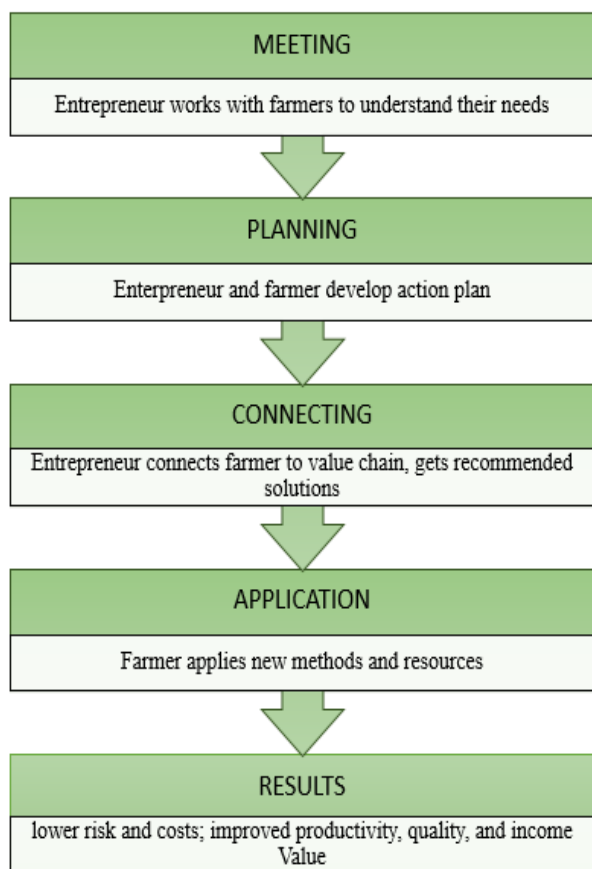 MEETING
Entrepreneur works with farmers to understand their needs
PLANNING
Enterpreneur and farmer develop action plan
CONNECTING
Entrepreneur connects farmer to value chain, gets recommended
solutions
APPLICATION
Farmer applies new methods and resources
RESULTS
lower risk and costs; improved productivity, quality, and income
Value